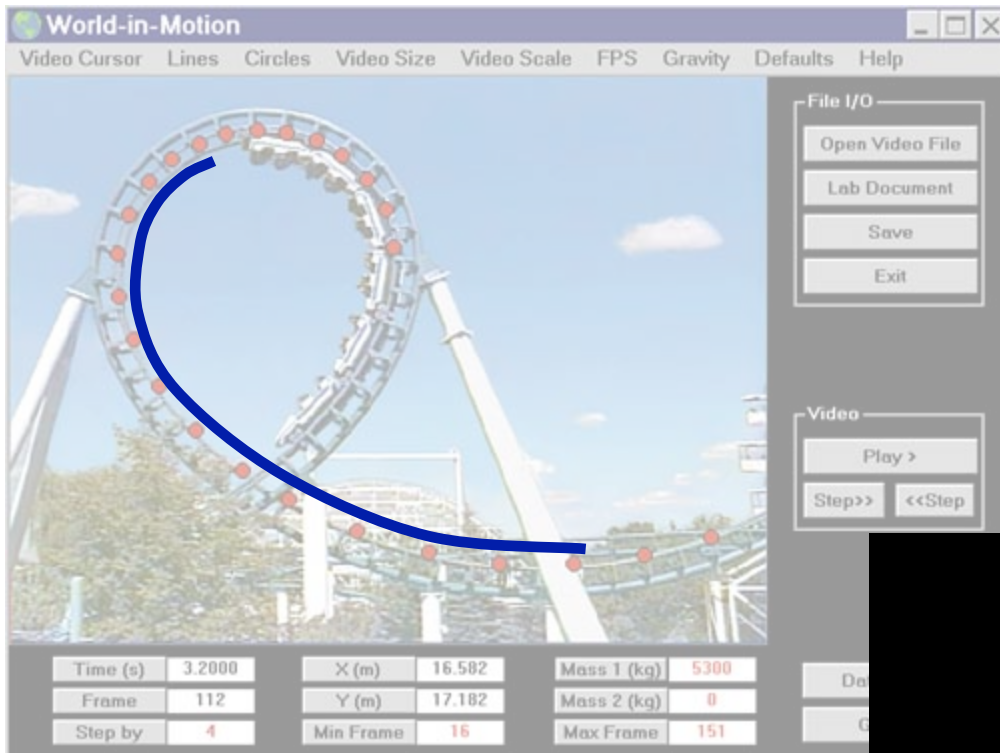 World-in-Motion
Video Cursor Lines Circles Video Size Video Scale FPS Gravity Defaults Help
File I/O
Open Video File
Lab Document
Save
Exit
Video
Play >
Step>> <<Step
Time (s) 3.2000 X (m) 16.582 Mass 1 (kg) 5300
Frame 112 Y (m) 17.182 Mass 2 (kg) 0
Step by 4 Min Frame 16 Max Frame 151